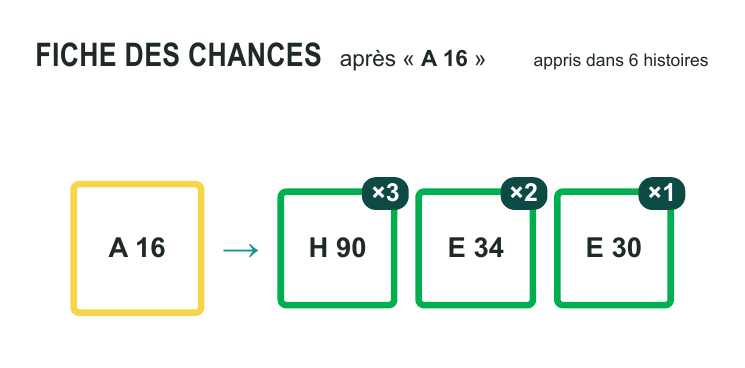 FICHE DES CHANCES après « A 16 » appris dans 6 histoires
×3 ×2 ×1
A 16 → H 90 E 34 E 30